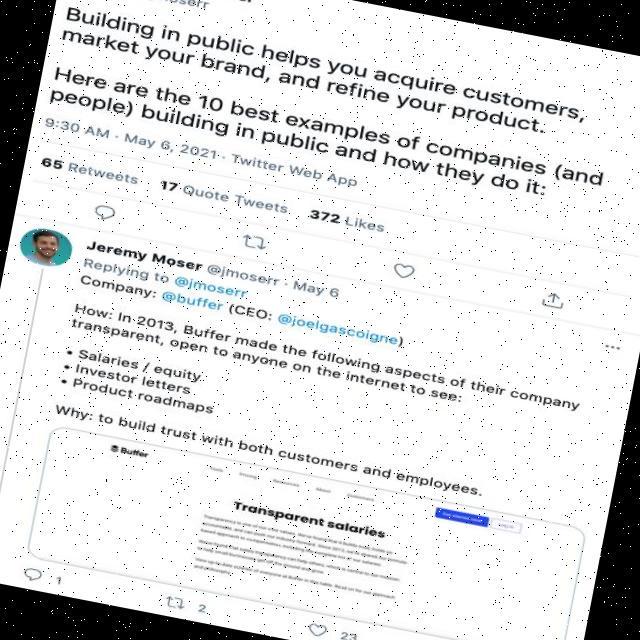 Building in public helps you acquire customers,
market your brand, and refine your product.
Here are the 10 best examples of companies (and
people) building in public and how they do it:
9:30 AM · May 6, 2021 · Twitter Web App
65 Retweets 17 Quote Tweets 372 Likes
Jeremy Moser @jmoserr · May 6
Replying to @jmoserr
Company: @buffer (CEO: @joelgascoigne)
How: In 2013, Buffer made the following aspects of their company
transparent, open to anyone on the internet to see:
• Salaries / equity
• Investor letters
• Product roadmaps
Why: to build trust with both customers and employees.
Buffer
Transparent salaries
1 2 23